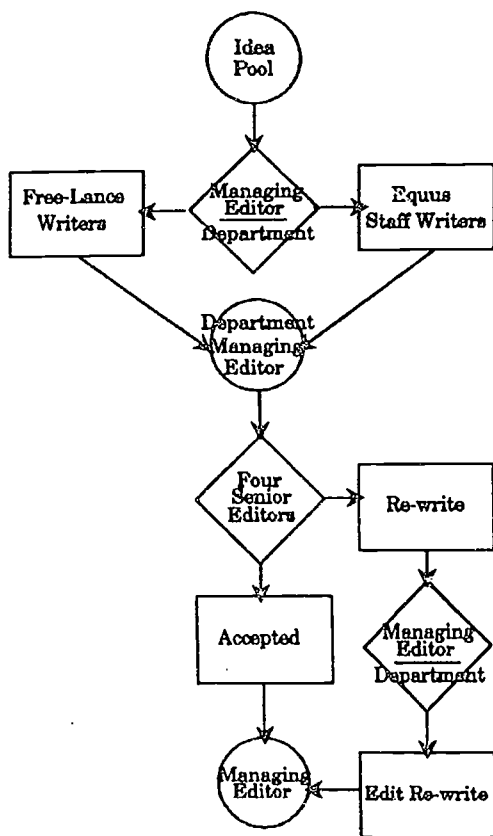 Idea
Pool
Free-Lance
Writers
Managing
Editor
Department
Equus
Staff Writers
Department
Managing
Editor
Four
Senior
Editors
Re-write
Accepted
Managing
Editor
Department
Managing
Editor
Edit Re-write